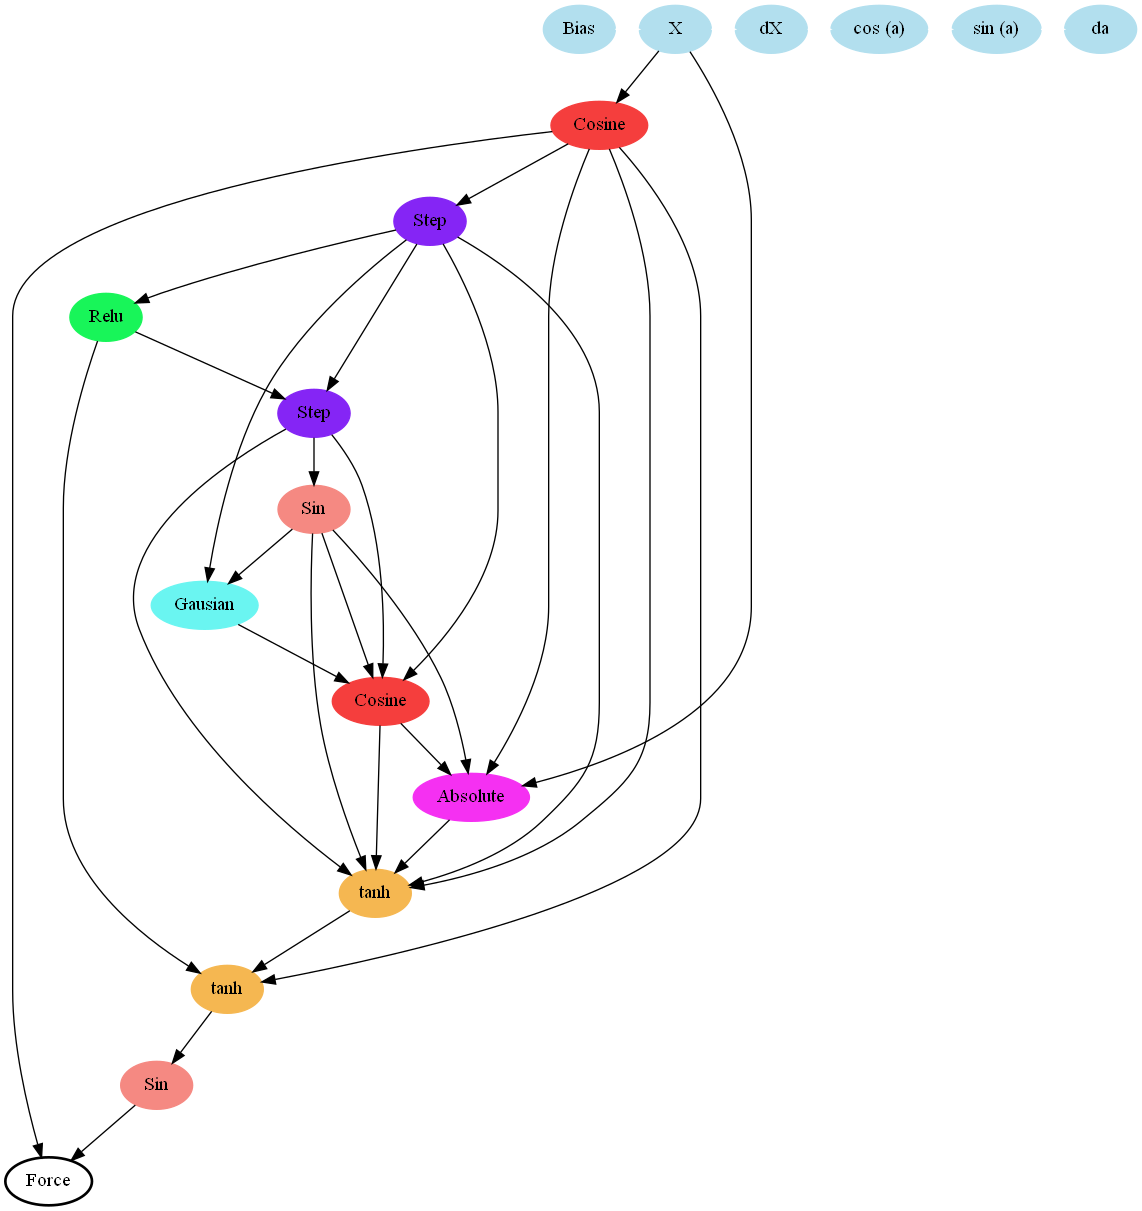 Bias X dX cos (a) sin (a) da
Cosine
Step
Relu
Step
Sin
Gausian
Cosine
Absolute
tanh
tanh
Sin
Force